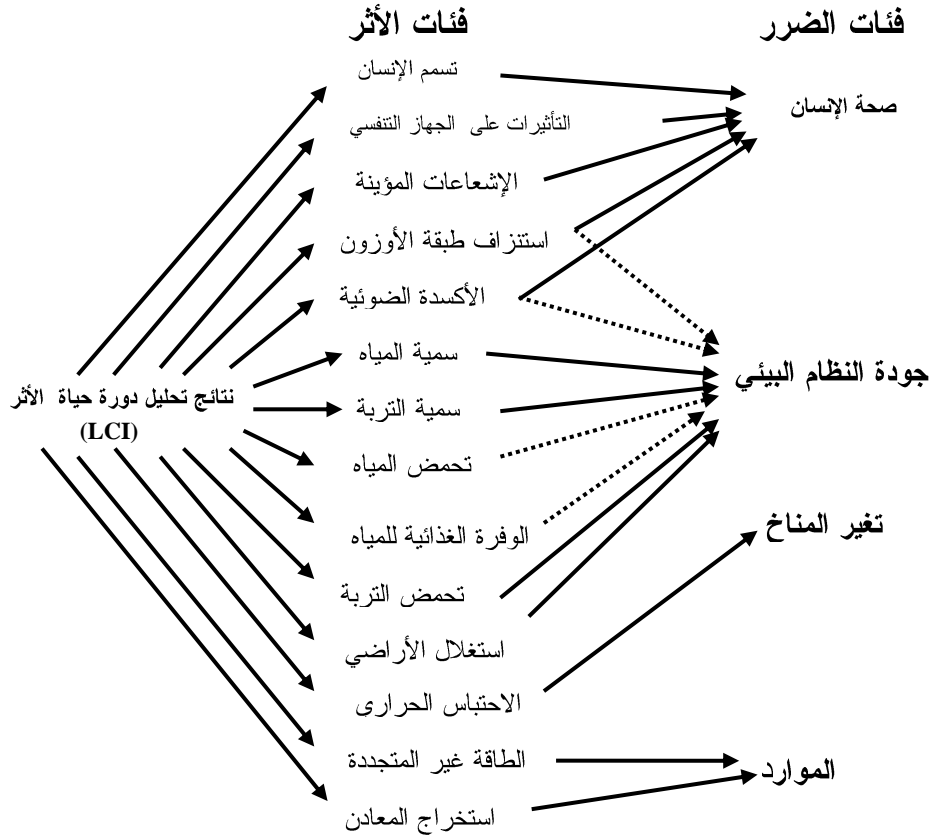 فئات الضرر
فئات الأثر
تسمم الإنسان
صحة الإنسان
التأثيرات على الجهاز التنفسي
الإشعاعات المؤينة
استنزاف طبقة الأوزون
الأكسدة الضوئية
سمية المياه
جودة النظام البيئي
نتائج تحليل دورة حياة الأثر
(LCI)
سمية التربة
تحمض المياه
الوفرة الغذائية للمياه
تغير المناخ
تحمض التربة
استغلال الأراضي
الاحتباس الحراري
الطاقة غير المتجددة
الموارد
استخراج المعادن